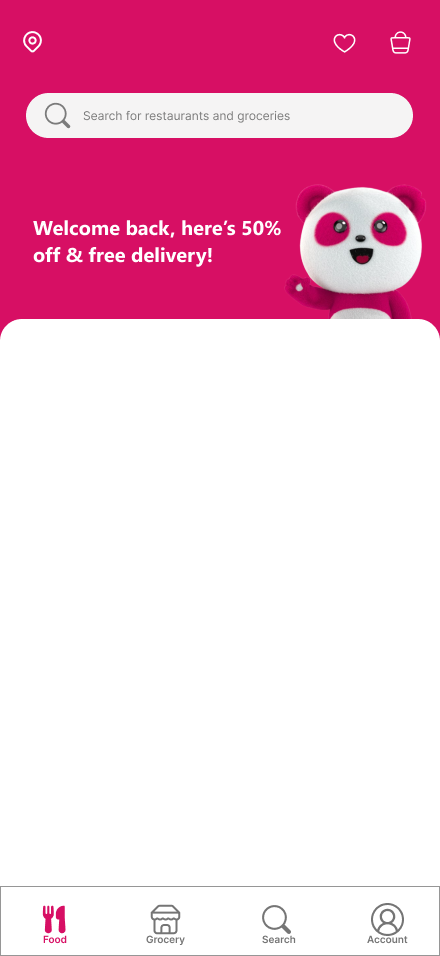 Search for restaurants and groceries
Welcome back, here's 50%
off & free delivery!
Food
Grocery
Search
Account